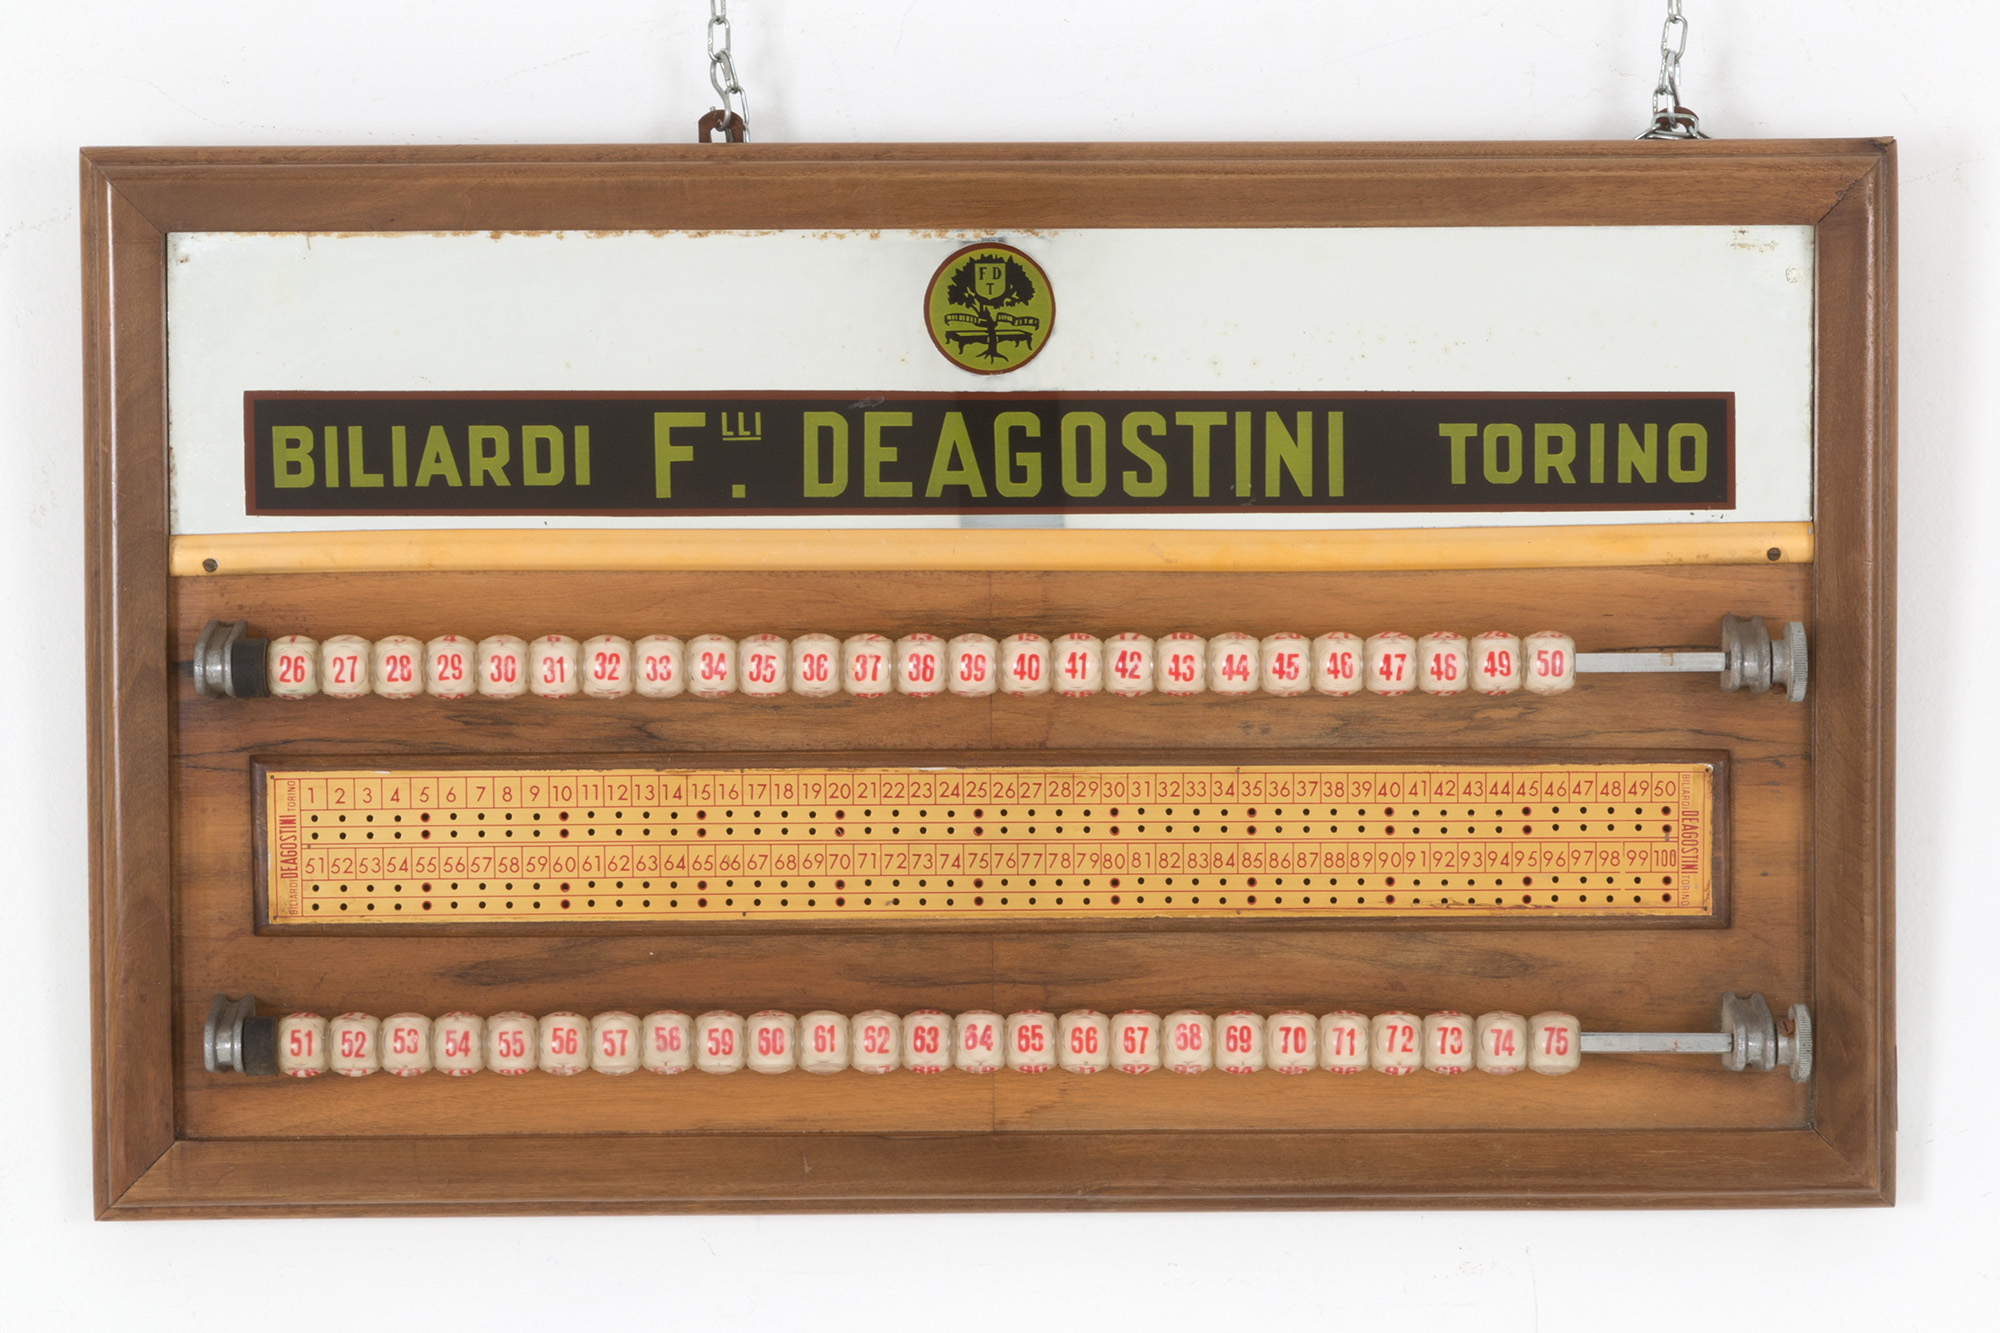 F D
T
BILIARDI F.LLI DEAGOSTINI TORINO
26 27 28 29 30 31 32 33 34 35 36 37 38 39 40 41 42 43 44 45 46 47 48 49 50
BILIARDI DEAGOSTINI TORINO
1 2 3 4 5 6 7 8 9 10 11 12 13 14 15 16 17 18 19 20 21 22 23 24 25 26 27 28 29 30 31 32 33 34 35 36 37 38 39 40 41 42 43 44 45 46 47 48 49 50
51 52 53 54 55 56 57 58 59 60 61 62 63 64 65 66 67 68 69 70 71 72 73 74 75 76 77 78 79 80 81 82 83 84 85 86 87 88 89 90 91 92 93 94 95 96 97 98 99 100
BILIARDI DEAGOSTINI TORINO
51 52 53 54 55 56 57 58 59 60 61 62 63 64 65 66 67 68 69 70 71 72 73 74 75